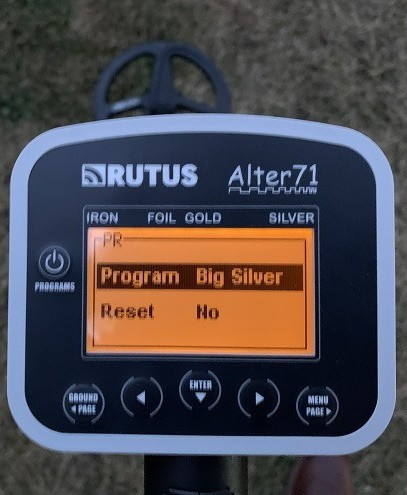 RUTUS Alter71
IRON FOIL GOLD SILVER
PR
Program Big Silver
Reset No
PROGRAMS
GROUND ENTER MENU
◀ PAGE ◀ ▼ ▶ PAGE ▶